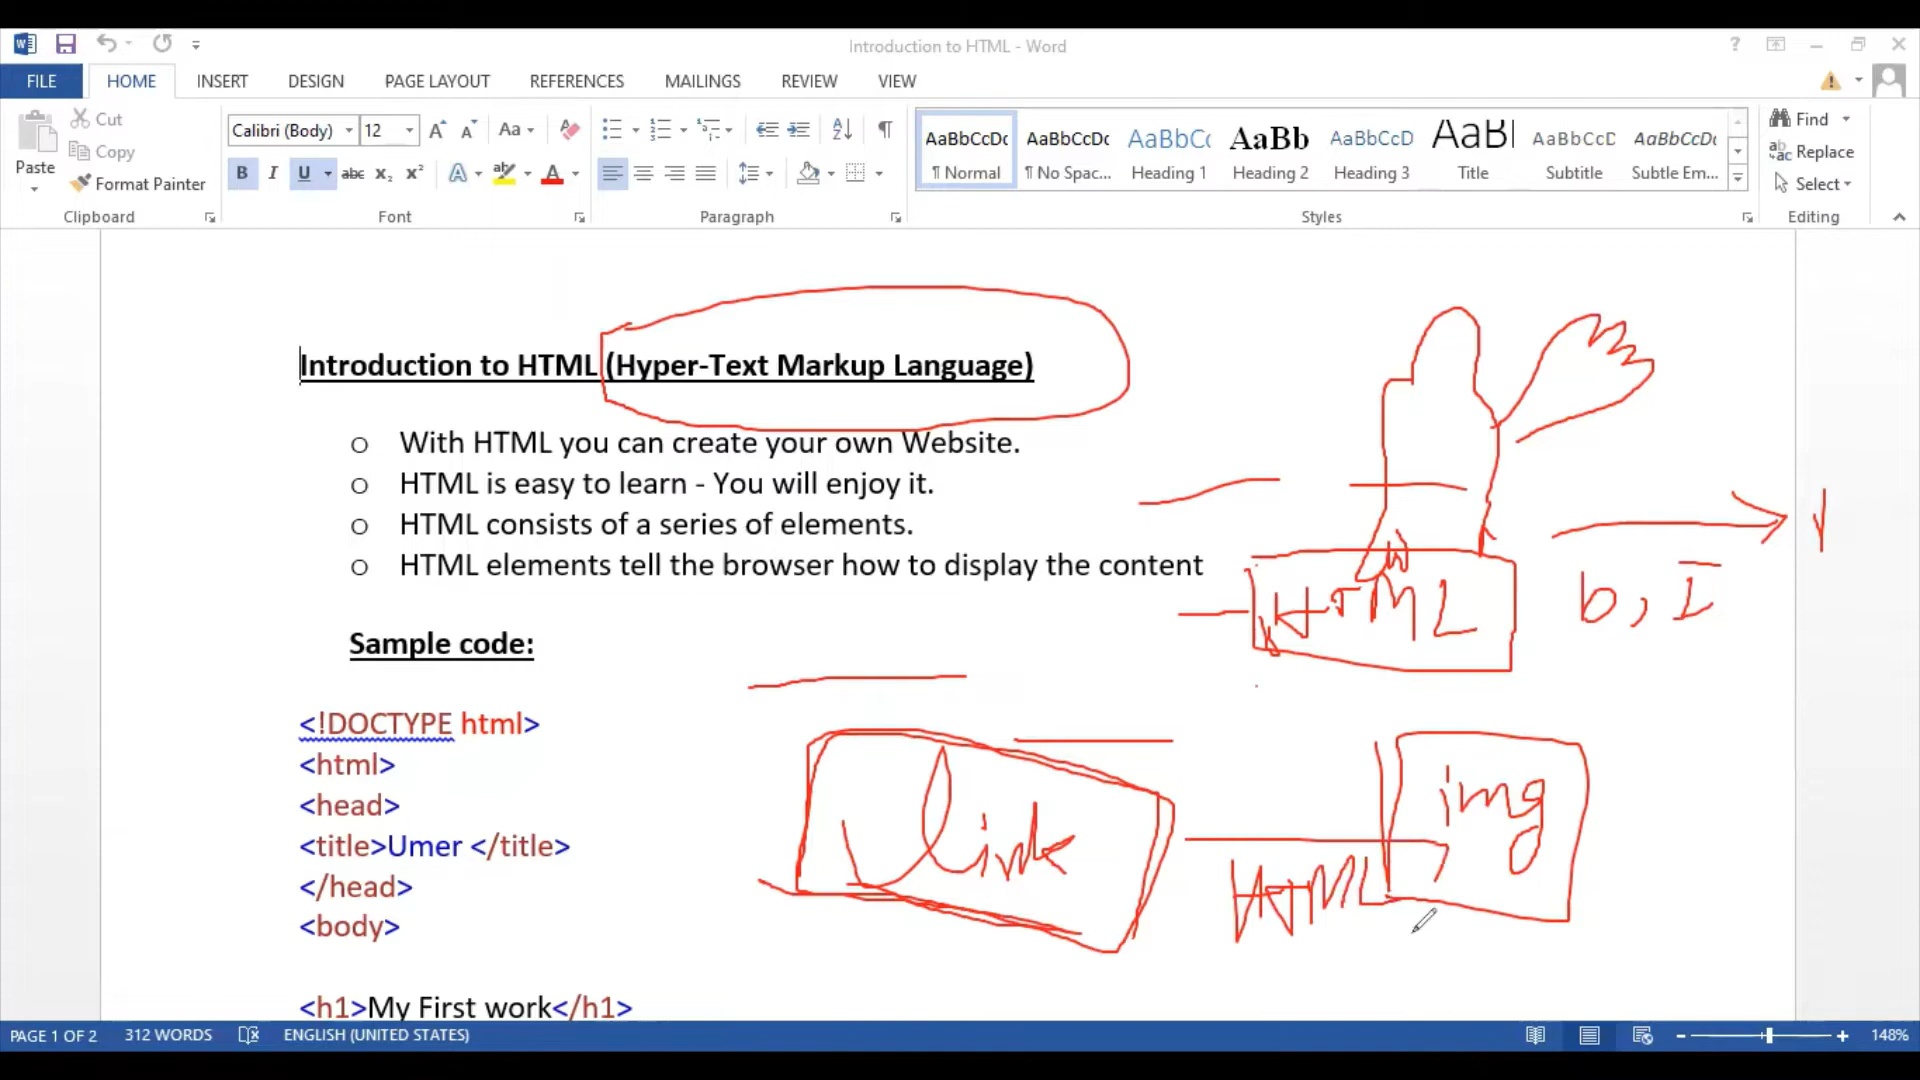 Introduction to HTML - Word
?
FILE HOME INSERT DESIGN PAGE LAYOUT REFERENCES MAILINGS REVIEW VIEW
Paste
Cut
Copy
Format Painter
Clipboard
Calibri (Body) 12
Font
Paragraph
AaBbCcDc AaBbCcDc AaBbCc AaBb AaBbCcD AaBl AaBbCcD AaBbCcDc
¶ Normal ¶ No Spac... Heading 1 Heading 2 Heading 3 Title Subtitle Subtle Em...
Styles
Find
Replace
Select
Editing
Introduction to HTML (Hyper-Text Markup Language)
o With HTML you can create your own Website.
o HTML is easy to learn - You will enjoy it.
o HTML consists of a series of elements.
o HTML elements tell the browser how to display the content
HTML
b, I
Sample code:
<!DOCTYPE html>
<html>
<head>
<title>Umer </title>
</head>
<body>
link
img
HTML
<h1>My First work</h1>
PAGE 1 OF 2 312 WORDS ENGLISH (UNITED STATES) 148%